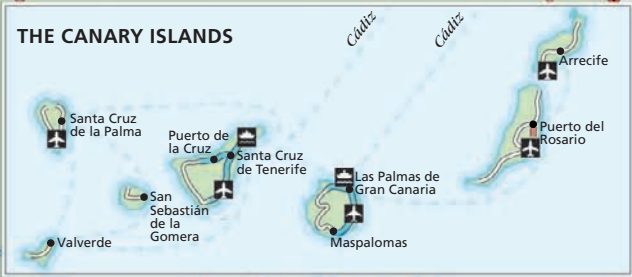 THE CANARY ISLANDS
Cádiz
Cádiz
Arrecife
Santa Cruz
de la Palma
Puerto de
la Cruz
Santa Cruz
de Tenerife
Puerto del
Rosario
Las Palmas de
Gran Canaria
San
Sebastián
de la
Gomera
Valverde
Maspalomas